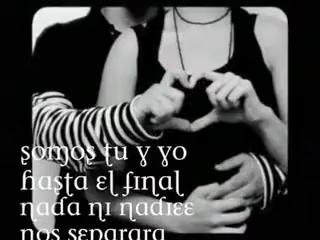 somos tu y yo
hasta el final
nada ni nadiee
nos separara